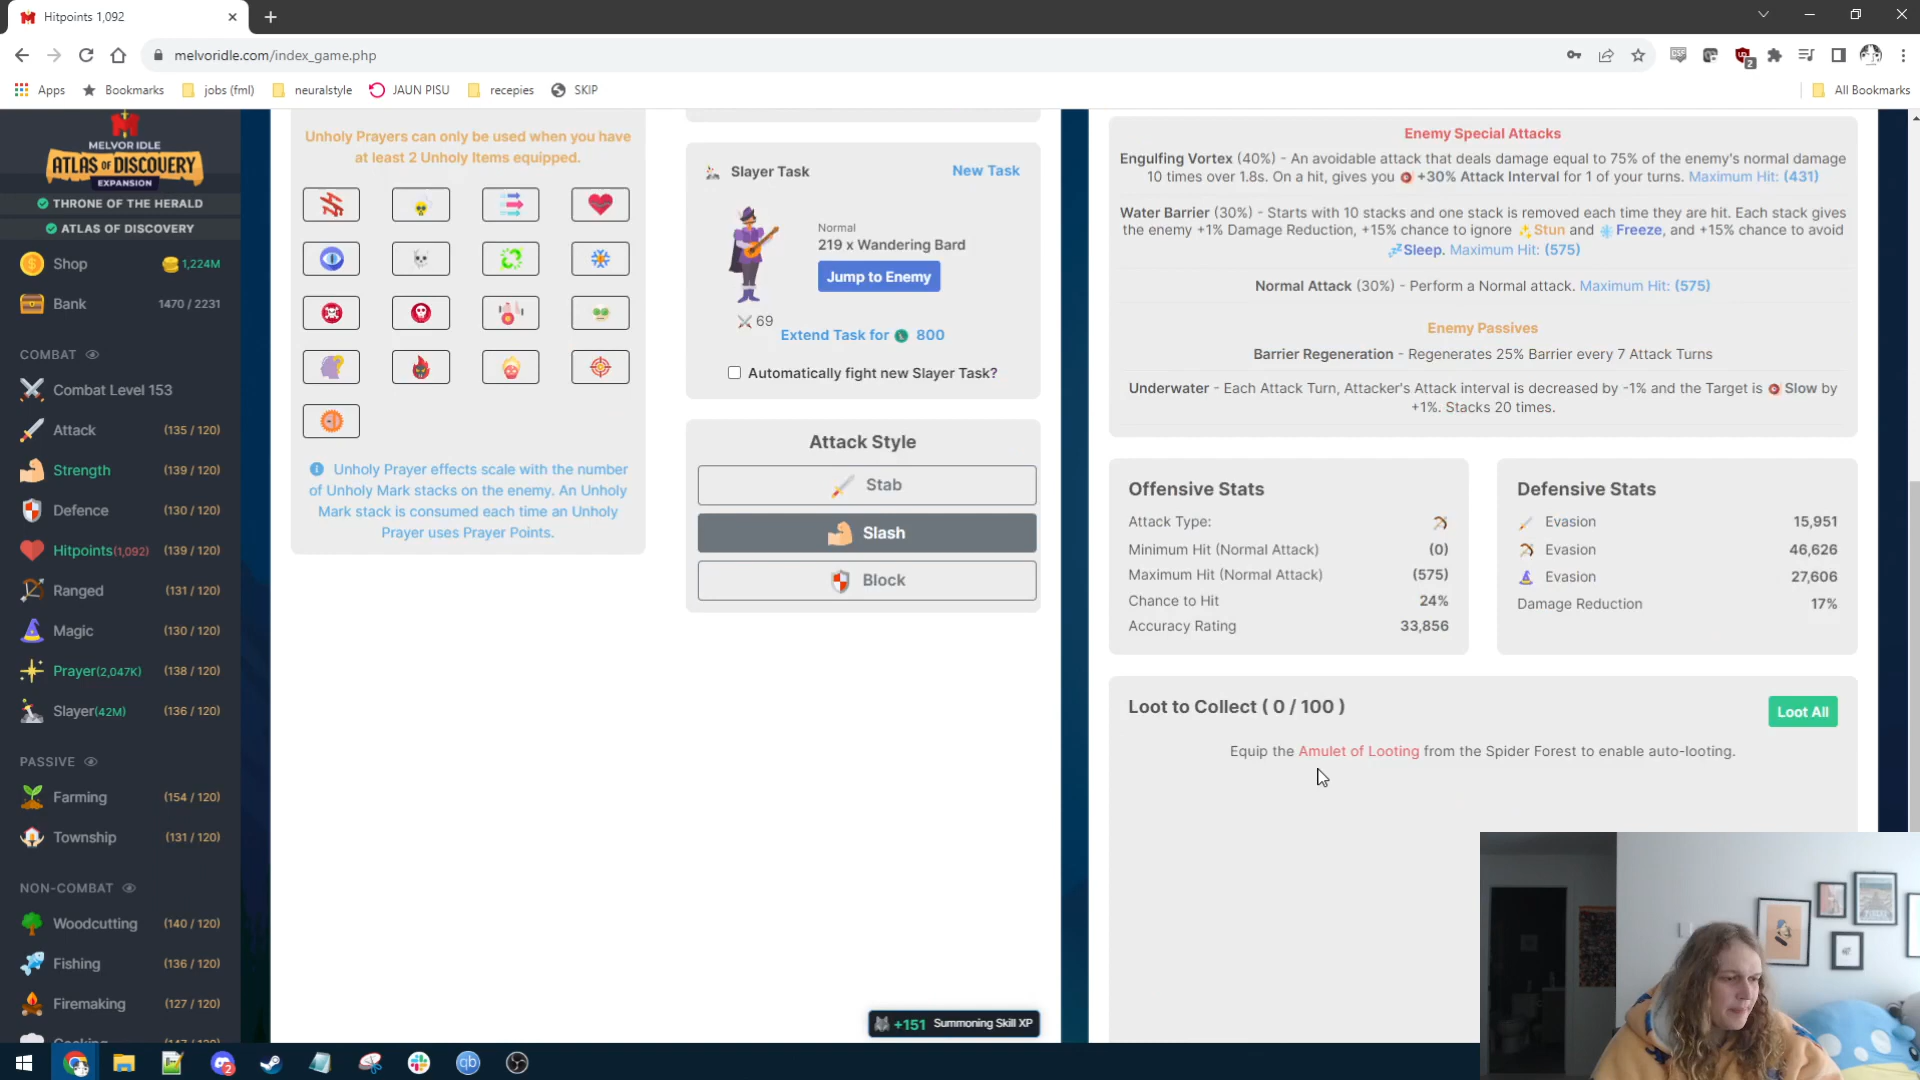 Hitpoints 1,092
melvoridle.com/index_game.php
2
Apps
Bookmarks
jobs (fml)
neuralstyle
JAUN PISU
recepies
SKIP
All Bookmarks
MELVOR IDLE
ATLAS OF DISCOVERY
EXPANSION
THRONE OF THE HERALD
ATLAS OF DISCOVERY
Shop 1,224M
Bank 1470 / 2231
COMBAT
Combat Level 153
Attack (135 / 120)
Strength (139 / 120)
Defence (130 / 120)
Hitpoints(1,092) (139 / 120)
Ranged (131 / 120)
Magic (130 / 120)
Prayer(2,047K) (138 / 120)
Slayer(42M) (136 / 120)
PASSIVE
Farming (154 / 120)
Township (131 / 120)
NON-COMBAT
Woodcutting (140 / 120)
Fishing (136 / 120)
Firemaking (127 / 120)
Unholy Prayers can only be used when you have
at least 2 Unholy Items equipped.
Unholy Prayer effects scale with the number
of Unholy Mark stacks on the enemy. An Unholy
Mark stack is consumed each time an Unholy
Prayer uses Prayer Points.
Slayer Task
New Task
Normal
219 x Wandering Bard
Jump to Enemy
69
Extend Task for 800
Automatically fight new Slayer Task?
Attack Style
Stab
Slash
Block
+151 Summoning Skill XP
Enemy Special Attacks
Engulfing Vortex (40%) - An avoidable attack that deals damage equal to 75% of the enemy's normal damage
10 times over 1.8s. On a hit, gives you +30% Attack Interval for 1 of your turns. Maximum Hit: (431)
Water Barrier (30%) - Starts with 10 stacks and one stack is removed each time they are hit. Each stack gives
the enemy +1% Damage Reduction, +15% chance to ignore Stun and Freeze, and +15% chance to avoid
Sleep. Maximum Hit: (575)
Normal Attack (30%) - Perform a Normal attack. Maximum Hit: (575)
Enemy Passives
Barrier Regeneration - Regenerates 25% Barrier every 7 Attack Turns
Underwater - Each Attack Turn, Attacker's Attack interval is decreased by -1% and the Target is Slow by
+1%. Stacks 20 times.
Offensive Stats
Attack Type:
Minimum Hit (Normal Attack) (0)
Maximum Hit (Normal Attack) (575)
Chance to Hit 24%
Accuracy Rating 33,856
Defensive Stats
Evasion 15,951
Evasion 46,626
Evasion 27,606
Damage Reduction 17%
Loot to Collect ( 0 / 100 )
Loot All
Equip the Amulet of Looting from the Spider Forest to enable auto-looting.
2